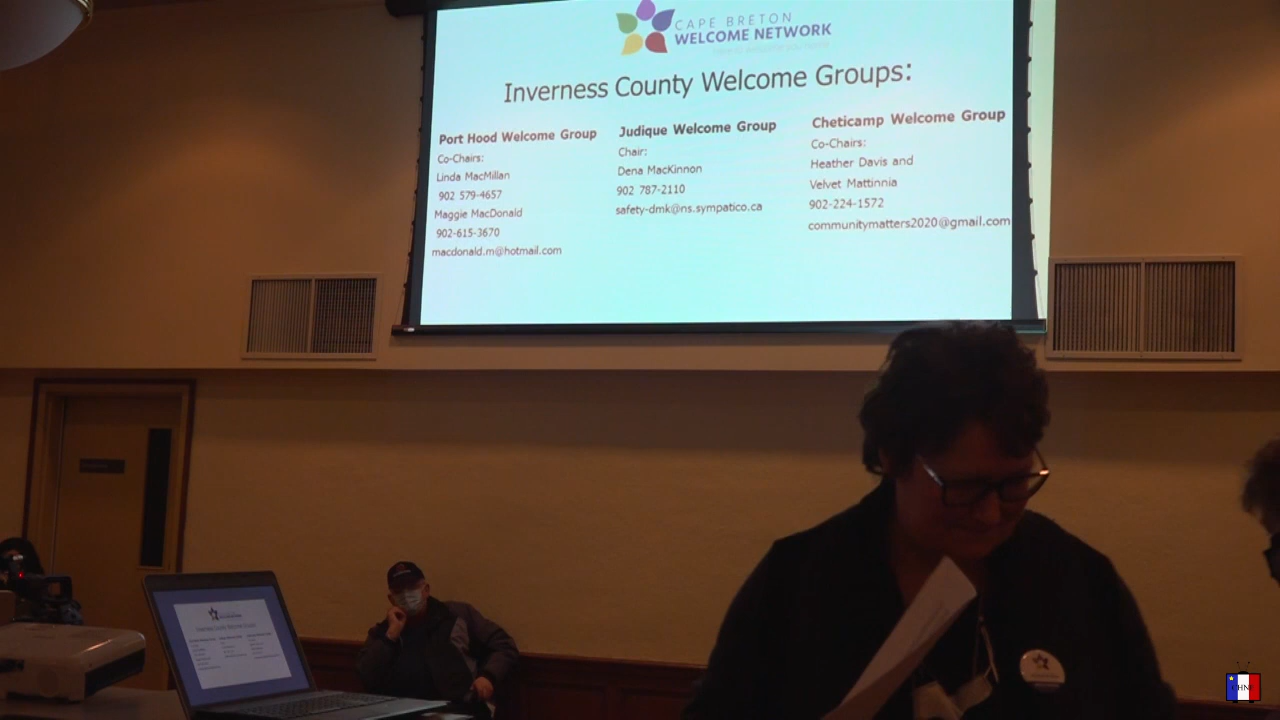 CAPE BRETON
WELCOME NETWORK
Inverness County Welcome Groups:
Port Hood Welcome Group
Co-Chairs:
Linda MacMillan
902 579-4657
Maggie MacDonald
902-615-3670
macdonald.m@hotmail.com
Judique Welcome Group
Chair:
Dena MacKinnon
902 787-2110
safety-dmk@ns.sympatico.ca
Cheticamp Welcome Group
Co-Chairs:
Heather Davis and
Velvet Mattinnia
902-224-1572
communitymatters2020@gmail.com